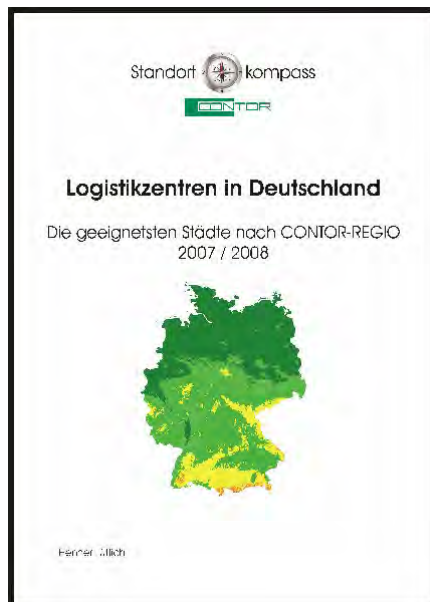 Standort kompass
CONTOR
Logistikzentren in Deutschland
Die geeignetsten Städte nach CONTOR-REGIO
2007 / 2008